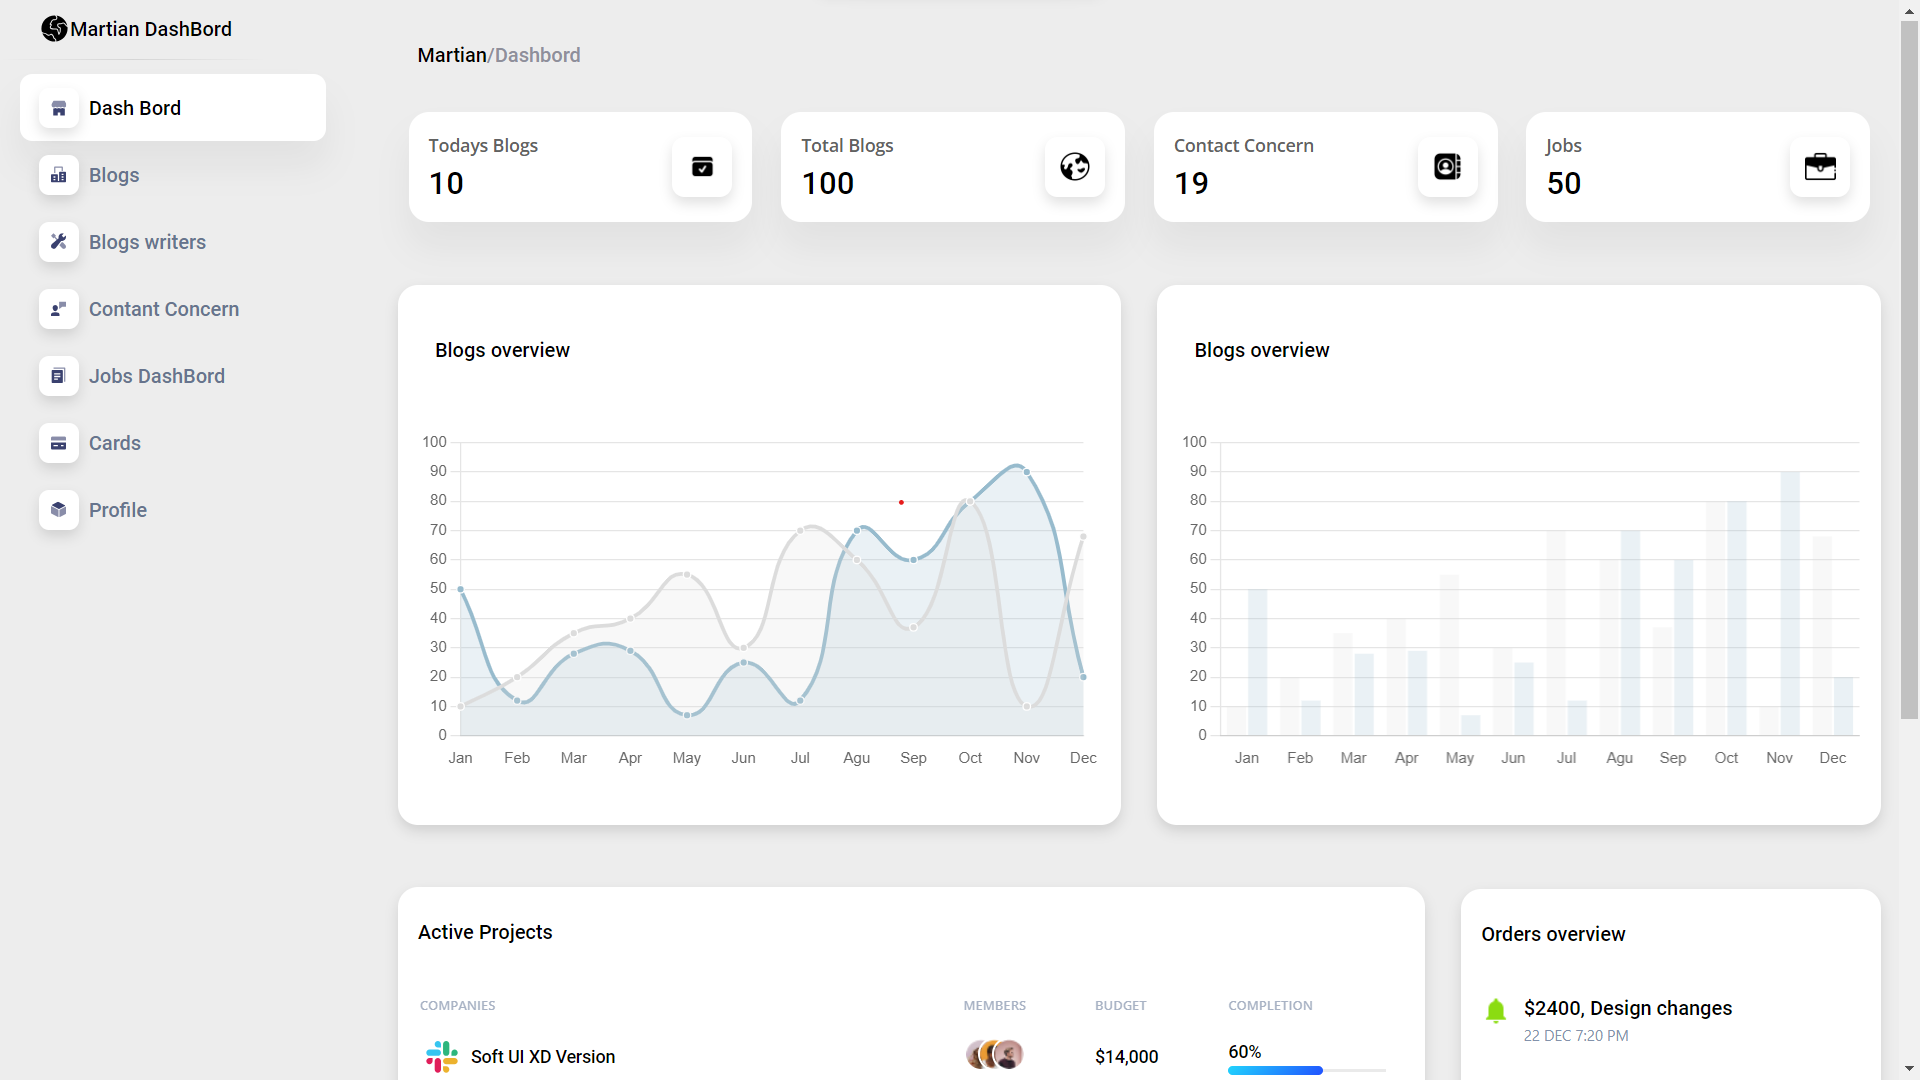 Martian DashBord
Dash Bord
Blogs
Blogs writers
Contant Concern
Jobs DashBord
Cards
Profile
Martian/Dashbord
Todays Blogs
10
Total Blogs
100
Contact Concern
19
Jobs
50
Blogs overview
100
90
80
70
60
50
40
30
20
10
0
Jan Feb Mar Apr May Jun Jul Agu Sep Oct Nov Dec
Blogs overview
100
90
80
70
60
50
40
30
20
10
0
Jan Feb Mar Apr May Jun Jul Agu Sep Oct Nov Dec
Active Projects
COMPANIES MEMBERS BUDGET COMPLETION
Soft UI XD Version $14,000 60%
Orders overview
$2400, Design changes
22 DEC 7:20 PM